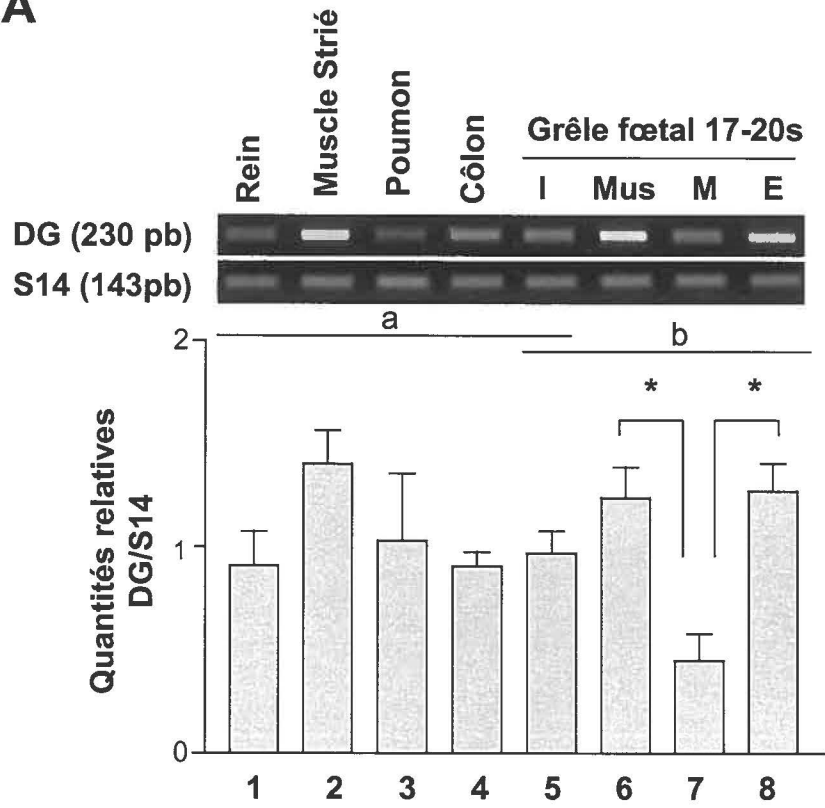 A
Rein
Muscle Strié
Poumon
Côlon
Grêle fœtal 17-20s
I Mus M E
DG (230 pb)
S14 (143pb)
a
b
* *
Quantités relatives
DG/S14
2
1
0
1 2 3 4 5 6 7 8